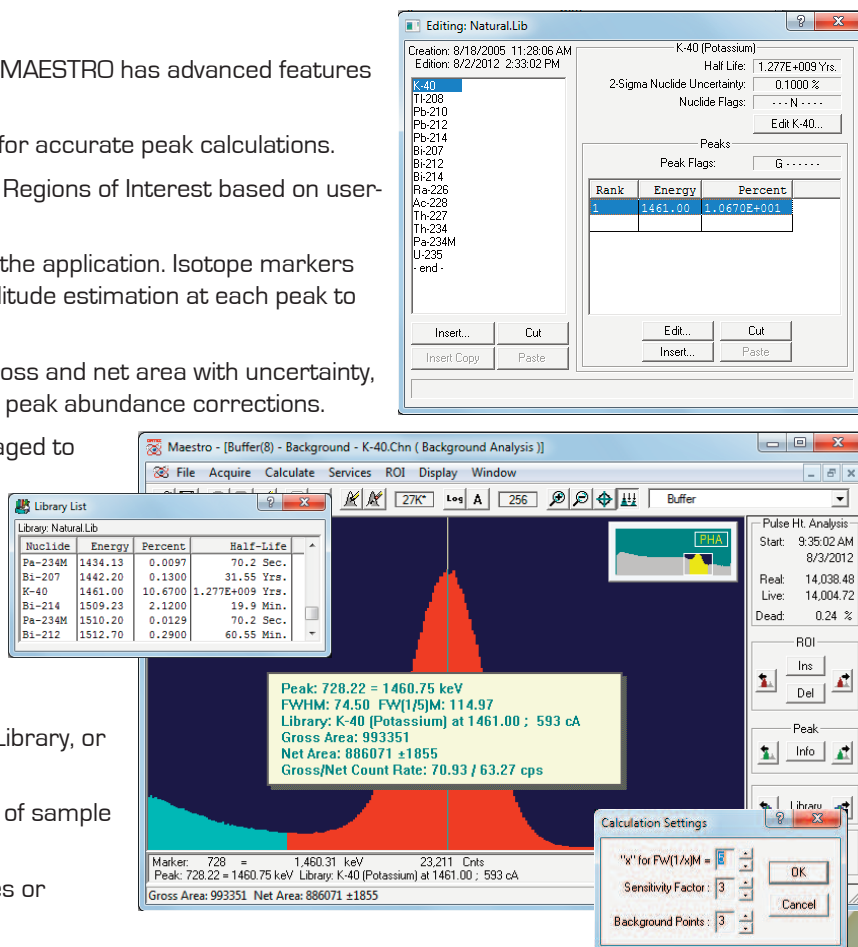 MAESTRO has advanced features
for accurate peak calculations.
Regions of Interest based on user-
the application. Isotope markers
litude estimation at each peak to
oss and net area with uncertainty,
peak abundance corrections.
aged to
Library, or
of sample
es or
Editing: Natural.Lib
Creation: 8/18/2005 11:28:06 AM
Edition: 8/2/2012 2:33:02 PM
K-40
Tl-208
Pb-210
Pb-212
Pb-214
Bi-207
Bi-212
Bi-214
Ra-226
Ac-228
Th-227
Th-234
Pa-234M
U-235
- end -
Insert... Cut
Insert Copy Paste
K-40 (Potassium)
Half Life: 1.277E+009 Yrs.
2-Sigma Nuclide Uncertainty: 0.1000 %
Nuclide Flags: - - - N - - - -
Edit K-40...
Peaks
Peak Flags: G - - - - - -
Rank Energy Percent
1 1461.00 1.0670E+001
Edit... Cut
Insert... Paste
Maestro - [Buffer(8) - Background - K-40.Chn ( Background Analysis )]
File Acquire Calculate Services ROI Display Window
27K* Log A 256 Buffer
Library List
Library: Natural.Lib
Nuclide Energy Percent Half-Life
Pa-234M 1434.13 0.0097 70.2 Sec.
Bi-207 1442.20 0.1300 31.55 Yrs.
K-40 1461.00 10.6700 1.277E+009 Yrs.
Bi-214 1509.23 2.1200 19.9 Min.
Pa-234M 1510.20 0.0129 70.2 Sec.
Bi-212 1512.70 0.2900 60.55 Min.
PHA
Peak: 728.22 = 1460.75 keV
FWHM: 74.50 FW(1/5)M: 114.97
Library: K-40 (Potassium) at 1461.00 ; 593 cA
Gross Area: 993351
Net Area: 886071 ±1855
Gross/Net Count Rate: 70.93 / 63.27 cps
Pulse Ht. Analysis
Start: 9:35:02 AM
8/3/2012
Real: 14,038.48
Live: 14,004.72
Dead: 0.24 %
ROI
Ins
Del
Peak
Info
Library
Marker: 728 = 1,460.31 keV 23,211 Cnts
Peak: 728.22 = 1460.75 keV Library: K-40 (Potassium) at 1461.00 ; 593 cA
Gross Area: 993351 Net Area: 886071 ±1855
Calculation Settings
"x" for FW(1/x)M = 5
Sensitivity Factor : 3
Background Points : 3
OK
Cancel